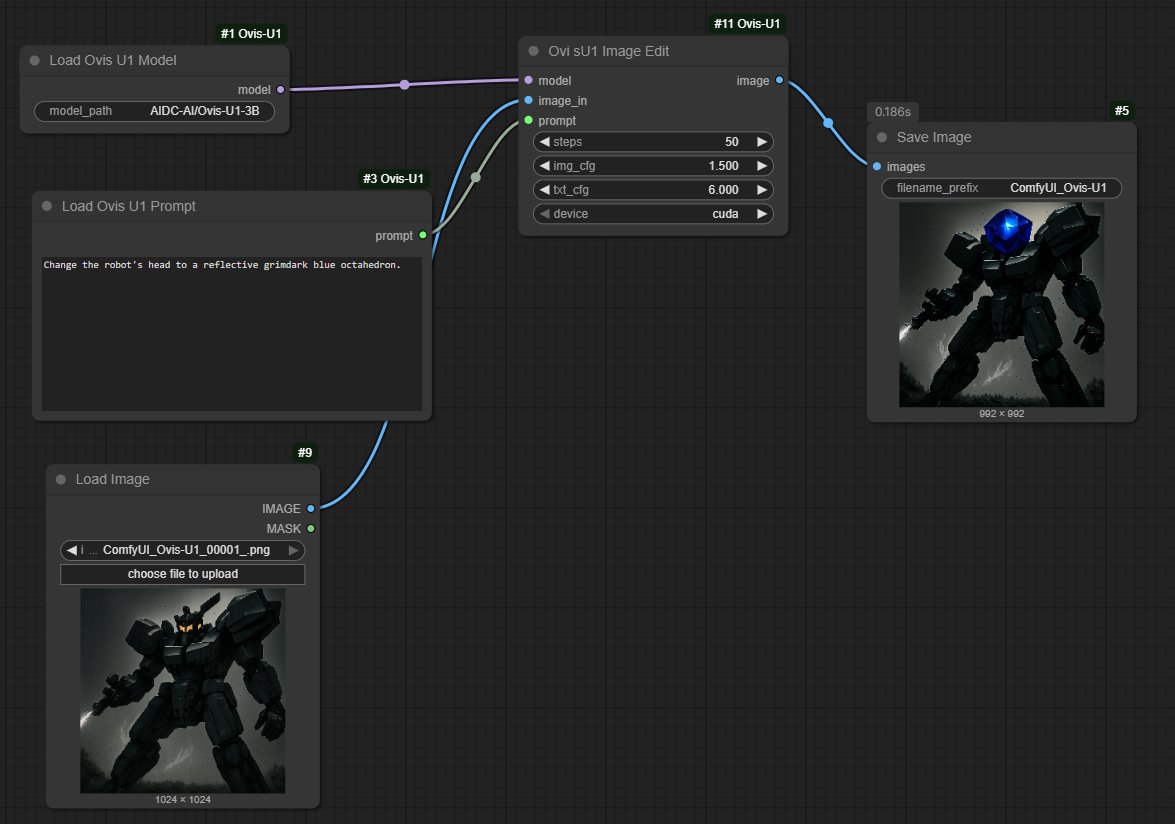 #1 Ovis-U1
Load Ovis U1 Model
model
model_path AIDC-AI/Ovis-U1-3B
#3 Ovis-U1
Load Ovis U1 Prompt
prompt
Change the robot's head to a reflective grimdark blue octahedron.
#9
Load Image
IMAGE
MASK
i ... ComfyUI_Ovis-U1_00001_.png
choose file to upload
1024 × 1024
#11 Ovis-U1
Ovi sU1 Image Edit
model image
image_in
prompt
steps 50
img_cfg 1.500
txt_cfg 6.000
device cuda
0.186s
#5
Save Image
images
filename_prefix ComfyUI_Ovis-U1
992 × 992